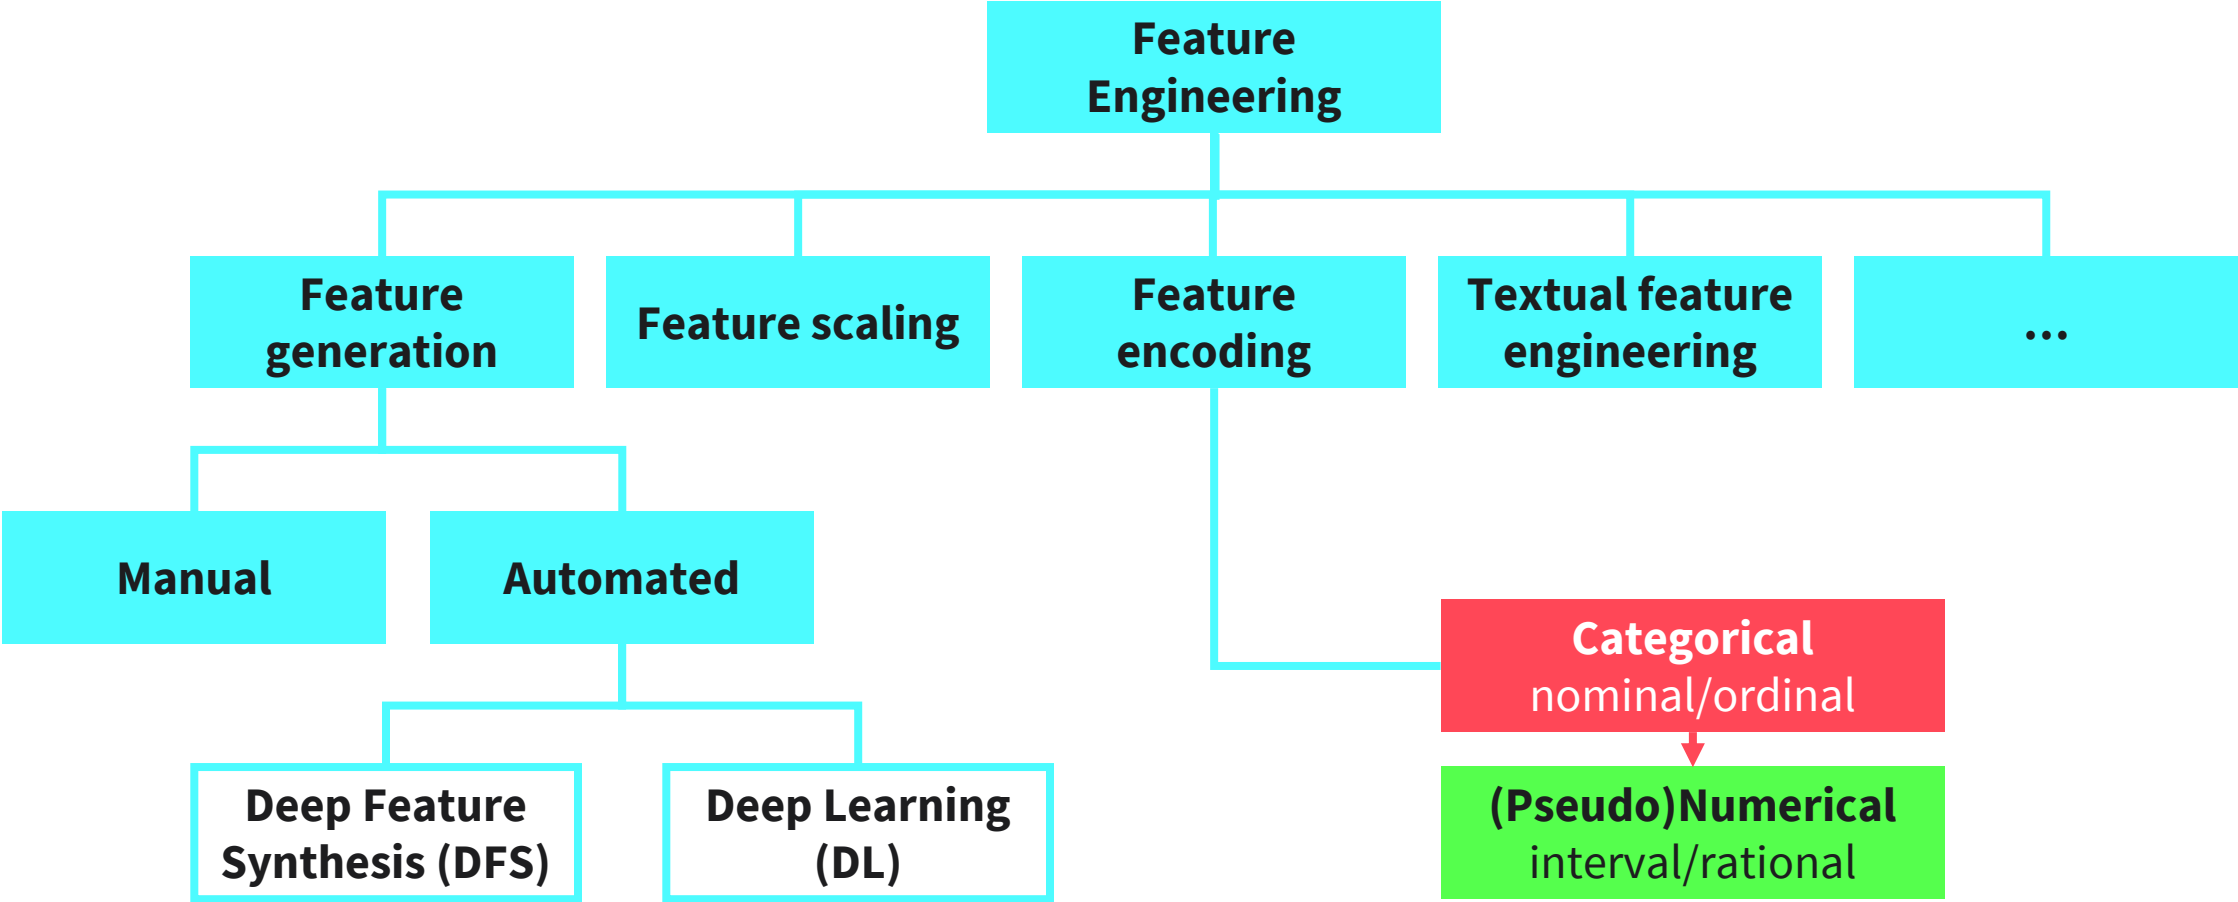 Feature
Engineering
Feature
generation
Feature scaling
Feature
encoding
Textual feature
engineering
...
Manual
Automated
Categorical
nominal/ordinal
Deep Feature
Synthesis (DFS)
Deep Learning
(DL)
(Pseudo)Numerical
interval/rational